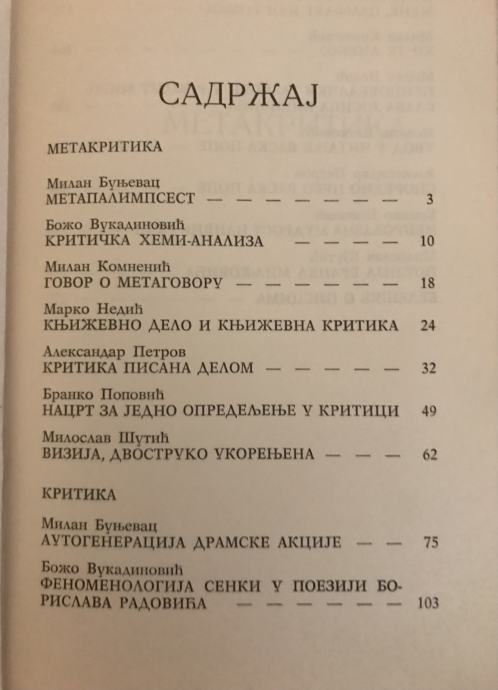 САДРЖАЈ
МЕТАКРИТИКА
Милан Буњевац
МЕТАПАЛИМПСЕСТ — — — — — — — — 3
Божо Вукадиновић
КРИТИЧКА ХЕМИ-АНАЛИЗА — — — — 10
Милан Комненић
ГОВОР О МЕТАГОВОРУ — — — — — 18
Марко Недић
КЊИЖЕВНО ДЕЛО И КЊИЖЕВНА КРИТИКА 24
Александар Петров
КРИТИКА ПИСАНА ДЕЛОМ — — — — 32
Бранко Поповић
НАЦРТ ЗА ЈЕДНО ОПРЕДЕЉЕЊЕ У КРИТИЦИ 49
Милослав Шутић
ВИЗИЈА, ДВОСТРУКО УКОРЕЊЕНА — — — 62
КРИТИКА
Милан Буњевац
АУТОГЕНЕРАЦИЈА ДРАМСКЕ АКЦИЈЕ — — 75
Божо Вукадиновић
ФЕНОМЕНОЛОГИЈА СЕНКИ У ПОЕЗИЈИ БО-
РИСЛАВА РАДОВИЋА — — — — — 103